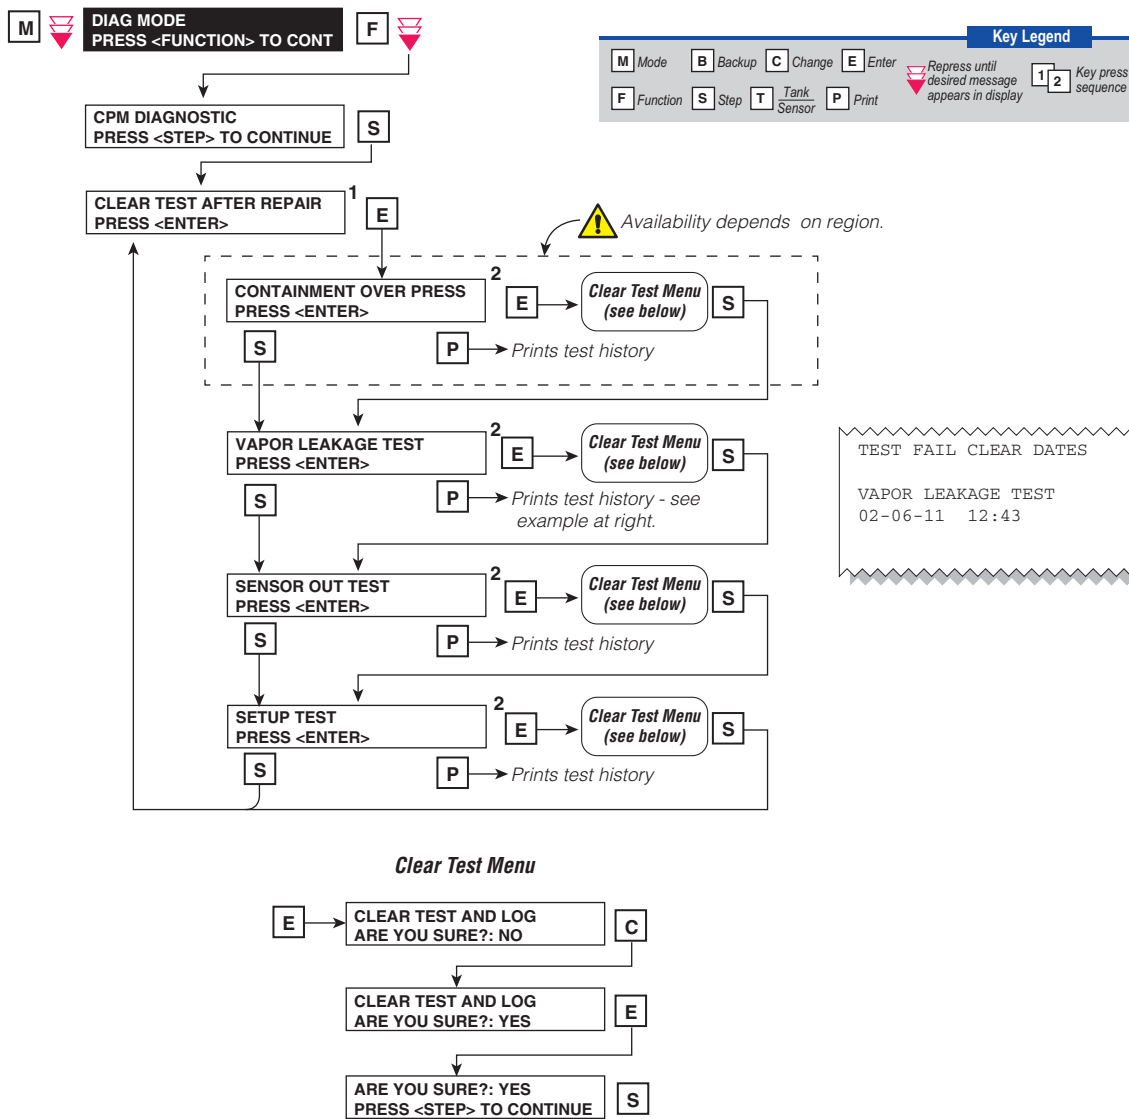 M
DIAG MODE
PRESS <FUNCTION> TO CONT
F
Key Legend
M Mode
B Backup
C Change
E Enter
Repress until
desired message
appears in display
1 2
Key press
sequence
F Function
S Step
T Tank
Sensor
P Print
CPM DIAGNOSTIC
PRESS <STEP> TO CONTINUE
S
CLEAR TEST AFTER REPAIR
PRESS <ENTER>
1
E
Availability depends on region.
CONTAINMENT OVER PRESS
PRESS <ENTER>
2
E
Clear Test Menu
(see below)
S
S
P
Prints test history
VAPOR LEAKAGE TEST
PRESS <ENTER>
2
E
Clear Test Menu
(see below)
S
S
P
Prints test history - see
example at right.
TEST FAIL CLEAR DATES
VAPOR LEAKAGE TEST
02-06-11 12:43
SENSOR OUT TEST
PRESS <ENTER>
2
E
Clear Test Menu
(see below)
S
S
P
Prints test history
SETUP TEST
PRESS <ENTER>
2
E
Clear Test Menu
(see below)
S
S
P
Prints test history
Clear Test Menu
E
CLEAR TEST AND LOG
ARE YOU SURE?: NO
C
CLEAR TEST AND LOG
ARE YOU SURE?: YES
E
ARE YOU SURE?: YES
PRESS <STEP> TO CONTINUE
S